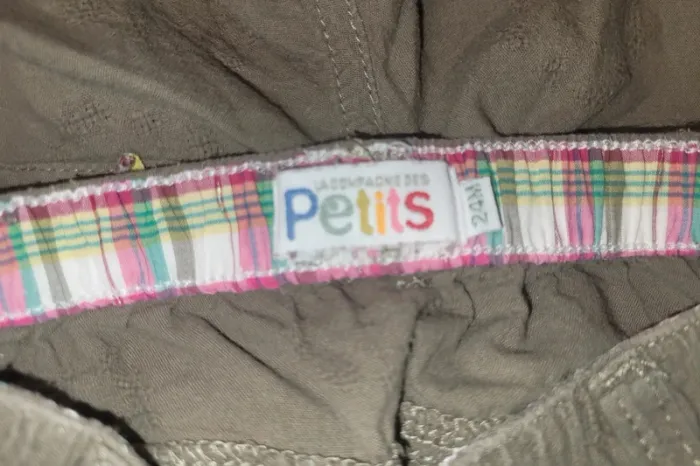 LA COMPAGNIE DES
Petits
24M